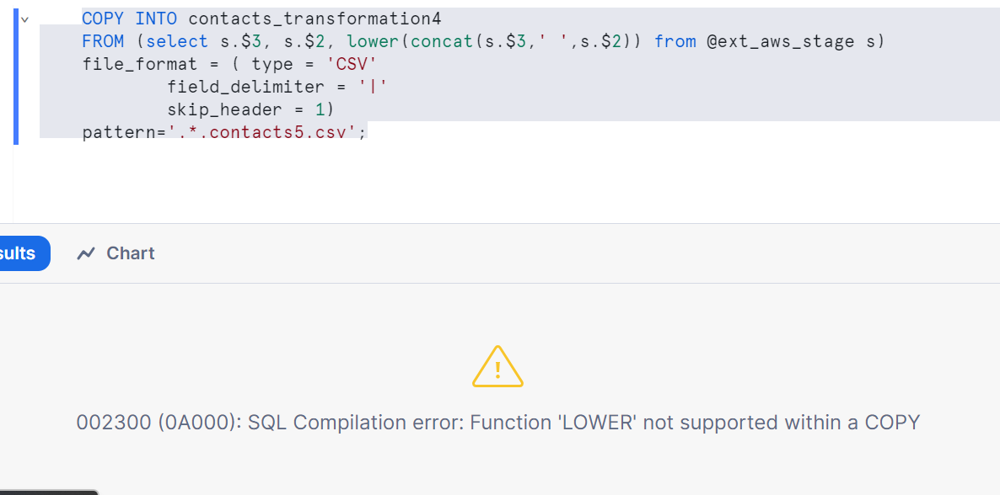 COPY INTO contacts_transformation4
FROM (select s.$3, s.$2, lower(concat(s.$3,' ',s.$2)) from @ext_aws_stage s)
file_format = ( type = 'CSV'
field_delimiter = '|'
skip_header = 1)
pattern='.*.contacts5.csv';
sults Chart
002300 (0A000): SQL Compilation error: Function 'LOWER' not supported within a COPY